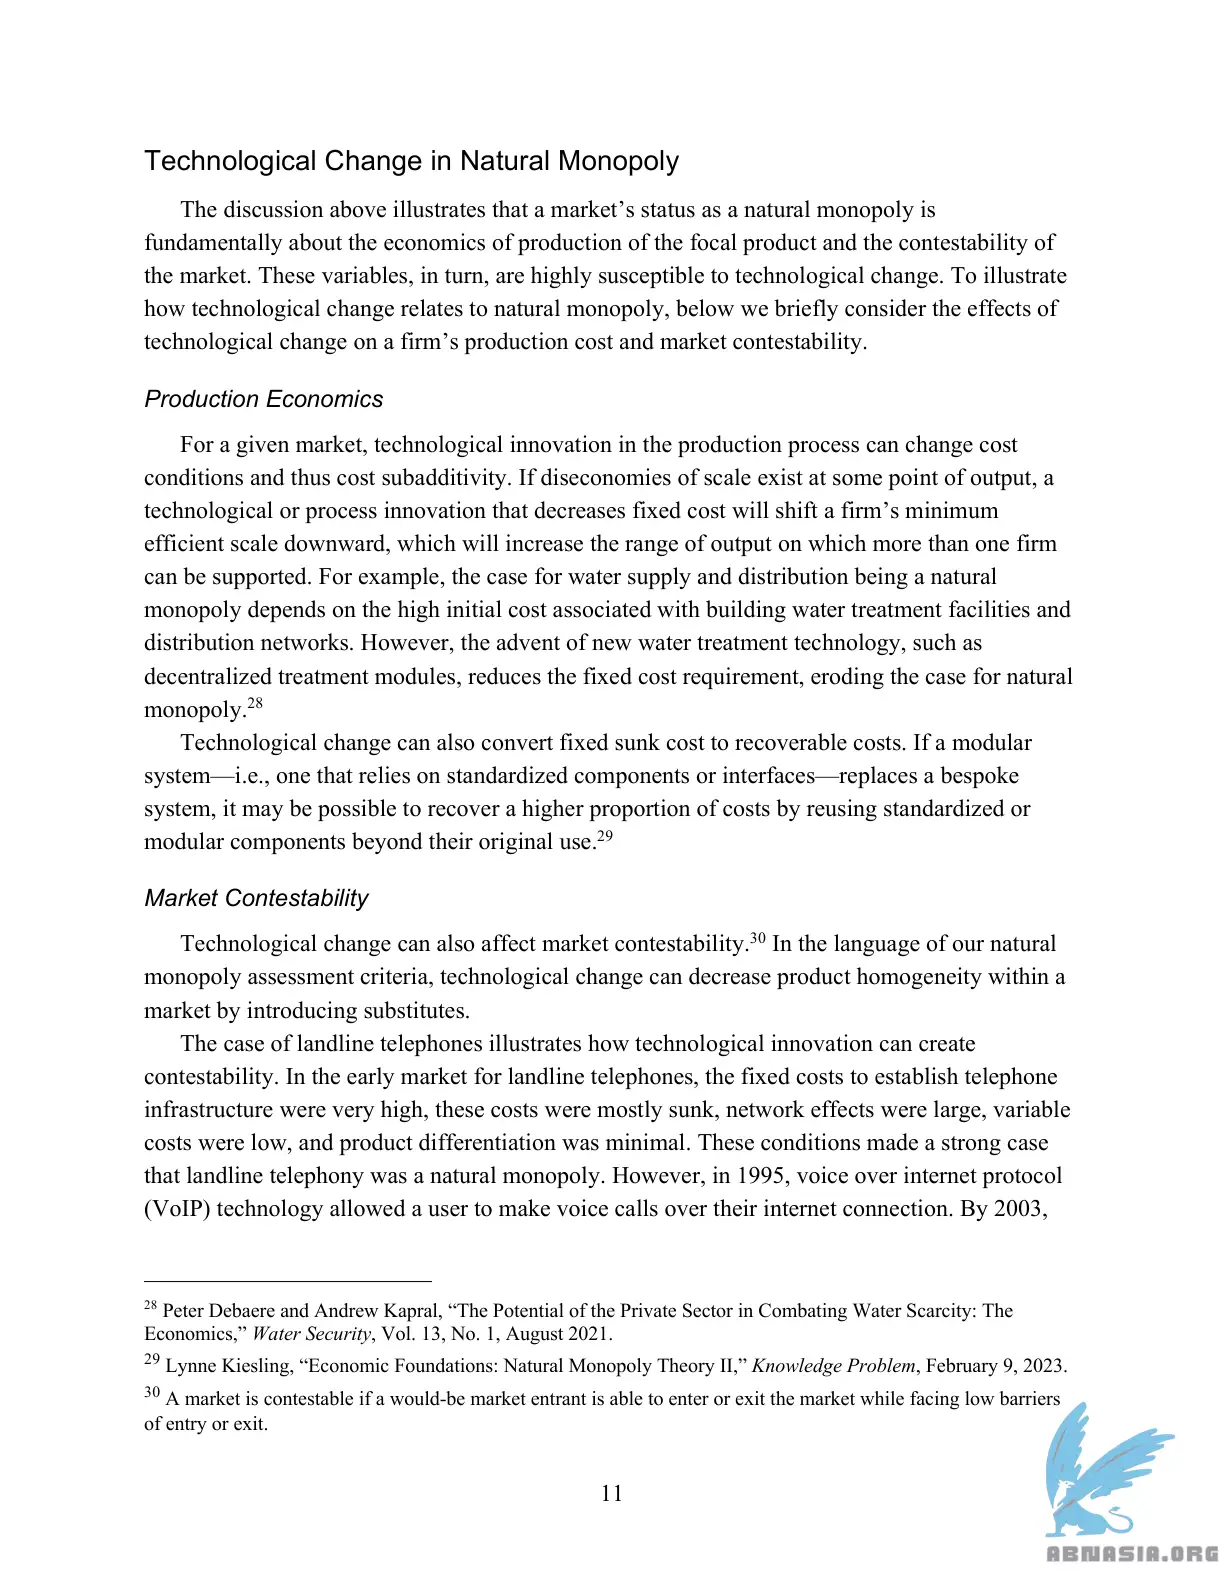 Technological Change in Natural Monopoly
The discussion above illustrates that a market’s status as a natural monopoly is
fundamentally about the economics of production of the focal product and the contestability of
the market. These variables, in turn, are highly susceptible to technological change. To illustrate
how technological change relates to natural monopoly, below we briefly consider the effects of
technological change on a firm’s production cost and market contestability.
Production Economics
For a given market, technological innovation in the production process can change cost
conditions and thus cost subadditivity. If diseconomies of scale exist at some point of output, a
technological or process innovation that decreases fixed cost will shift a firm’s minimum
efficient scale downward, which will increase the range of output on which more than one firm
can be supported. For example, the case for water supply and distribution being a natural
monopoly depends on the high initial cost associated with building water treatment facilities and
distribution networks. However, the advent of new water treatment technology, such as
decentralized treatment modules, reduces the fixed cost requirement, eroding the case for natural
monopoly.28
Technological change can also convert fixed sunk cost to recoverable costs. If a modular
system—i.e., one that relies on standardized components or interfaces—replaces a bespoke
system, it may be possible to recover a higher proportion of costs by reusing standardized or
modular components beyond their original use.29
Market Contestability
Technological change can also affect market contestability.30 In the language of our natural
monopoly assessment criteria, technological change can decrease product homogeneity within a
market by introducing substitutes.
The case of landline telephones illustrates how technological innovation can create
contestability. In the early market for landline telephones, the fixed costs to establish telephone
infrastructure were very high, these costs were mostly sunk, network effects were large, variable
costs were low, and product differentiation was minimal. These conditions made a strong case
that landline telephony was a natural monopoly. However, in 1995, voice over internet protocol
(VoIP) technology allowed a user to make voice calls over their internet connection. By 2003,
28 Peter Debaere and Andrew Kapral, “The Potential of the Private Sector in Combating Water Scarcity: The
Economics,” Water Security, Vol. 13, No. 1, August 2021.
29 Lynne Kiesling, “Economic Foundations: Natural Monopoly Theory II,” Knowledge Problem, February 9, 2023.
30 A market is contestable if a would-be market entrant is able to enter or exit the market while facing low barriers
of entry or exit.
11
ABNASIA.ORG